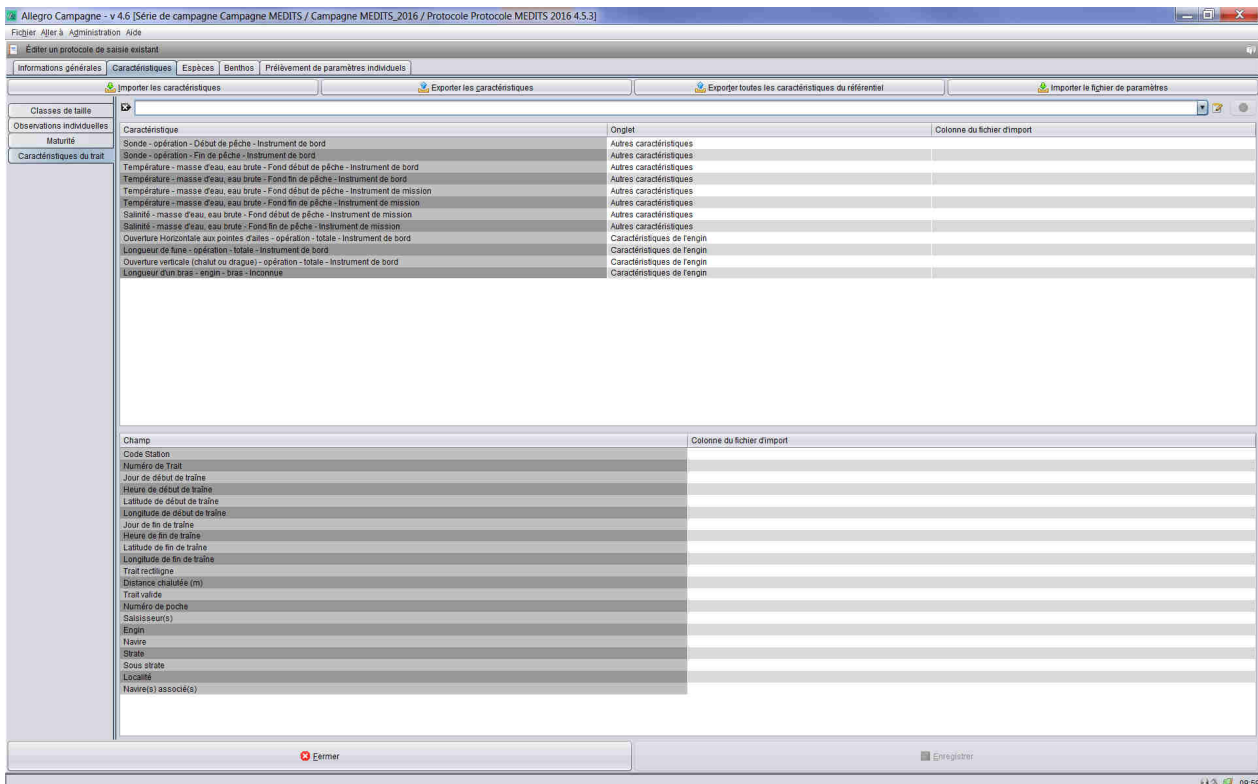 Allegro Campagne - v 4.6 [Série de campagne Campagne MEDITS / Campagne MEDITS_2016 / Protocole Protocole MEDITS 2016 4.5.3]
Fichier Aller à Administration Aide
Éditer un protocole de saisie existant
Informations générales Caractéristiques Espèces Benthos Prélèvement de paramètres individuels
Importer les caractéristiques Exporter les caractéristiques Exporter toutes les caractéristiques du référentiel Importer le fichier de paramètres
Classes de taille
Observations individuelles
Maturité
Caractéristiques du trait
Caractéristique Onglet Colonne du fichier d'import
Sonde - opération - Début de pêche - Instrument de bord Autres caractéristiques
Sonde - opération - Fin de pêche - Instrument de bord Autres caractéristiques
Température - masse d'eau, eau brute - Fond début de pêche - Instrument de bord Autres caractéristiques
Température - masse d'eau, eau brute - Fond fin de pêche - Instrument de bord Autres caractéristiques
Température - masse d'eau, eau brute - Fond début de pêche - Instrument de mission Autres caractéristiques
Température - masse d'eau, eau brute - Fond fin de pêche - Instrument de mission Autres caractéristiques
Salinité - masse d'eau, eau brute - Fond début de pêche - Instrument de mission Autres caractéristiques
Salinité - masse d'eau, eau brute - Fond fin de pêche - Instrument de mission Autres caractéristiques
Ouverture Horizontale aux pointes d'ailes - opération - totale - Instrument de bord Caractéristiques de l'engin
Longueur de fune - opération - totale - Instrument de bord Caractéristiques de l'engin
Ouverture verticale (chalut ou drague) - opération - totale - Instrument de bord Caractéristiques de l'engin
Longueur d'un bras - engin - bras - Inconnue Caractéristiques de l'engin
Champ Colonne du fichier d'import
Code Station
Numéro de Trait
Jour de début de traîne
Heure de début de traîne
Latitude de début de traîne
Longitude de début de traîne
Jour de fin de traîne
Heure de fin de traîne
Latitude de fin de traîne
Longitude de fin de traîne
Trait rectiligne
Distance chalutée (m)
Trait valide
Numéro de poche
Saisisseur(s)
Engin
Navire
Strate
Sous strate
Localité
Navire(s) associé(s)
Fermer Enregistrer